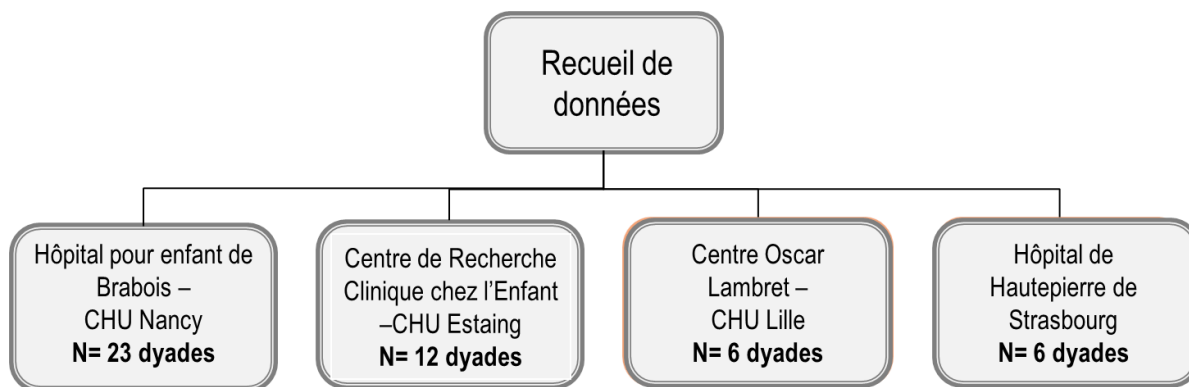 Recueil de
données
Hôpital pour enfant de
Brabois –
CHU Nancy
N= 23 dyades
Centre de Recherche
Clinique chez l’Enfant
–CHU Estaing
N= 12 dyades
Centre Oscar
Lambret –
CHU Lille
N= 6 dyades
Hôpital de
Hautepierre de
Strasbourg
N= 6 dyades